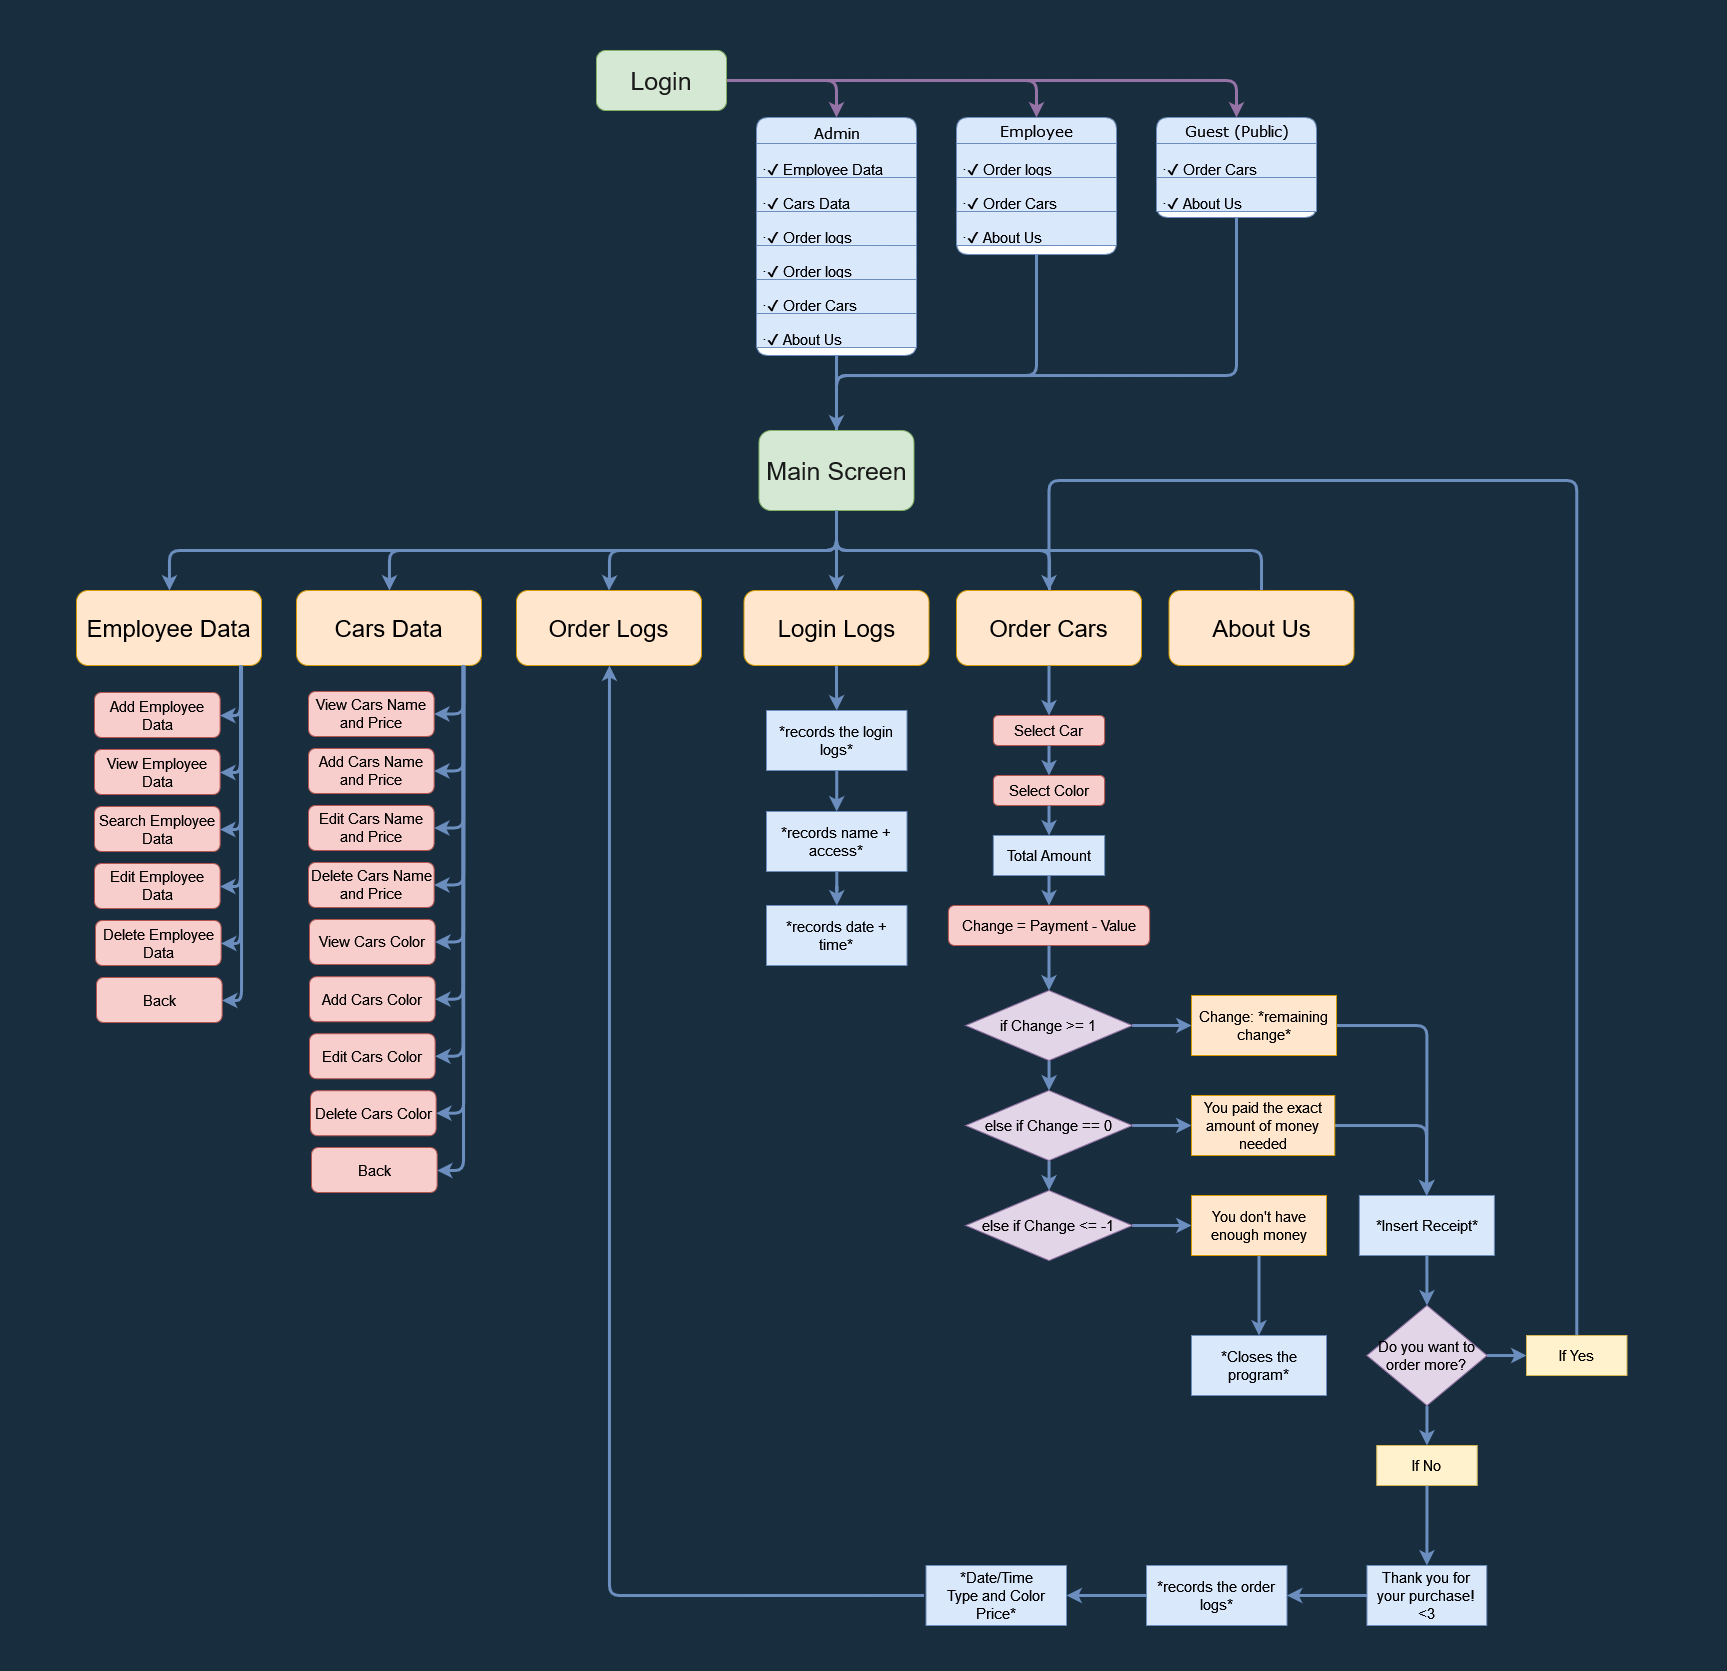 Login
Admin
✓ Employee Data
✓ Cars Data
✓ Order logs
✓ Order logs
✓ Order Cars
✓ About Us
Employee
✓ Order logs
✓ Order Cars
✓ About Us
Guest (Public)
✓ Order Cars
✓ About Us
Main Screen
Employee Data
Cars Data
Order Logs
Login Logs
Order Cars
About Us
Add Employee
Data
View Employee
Data
Search Employee
Data
Edit Employee
Data
Delete Employee
Data
Back
View Cars Name
and Price
Add Cars Name
and Price
Edit Cars Name
and Price
Delete Cars Name
and Price
View Cars Color
Add Cars Color
Edit Cars Color
Delete Cars Color
Back
*records the login
logs*
*records name +
access*
*records date +
time*
Select Car
Select Color
Total Amount
Change = Payment - Value
if Change >= 1
Change: *remaining
change*
else if Change == 0
You paid the exact
amount of money
needed
else if Change <= -1
You don't have
enough money
*Closes the
program*
*Insert Receipt*
Do you want to
order more?
If Yes
If No
Thank you for
your purchase!
<3
*records the order
logs*
*Date/Time
Type and Color
Price*